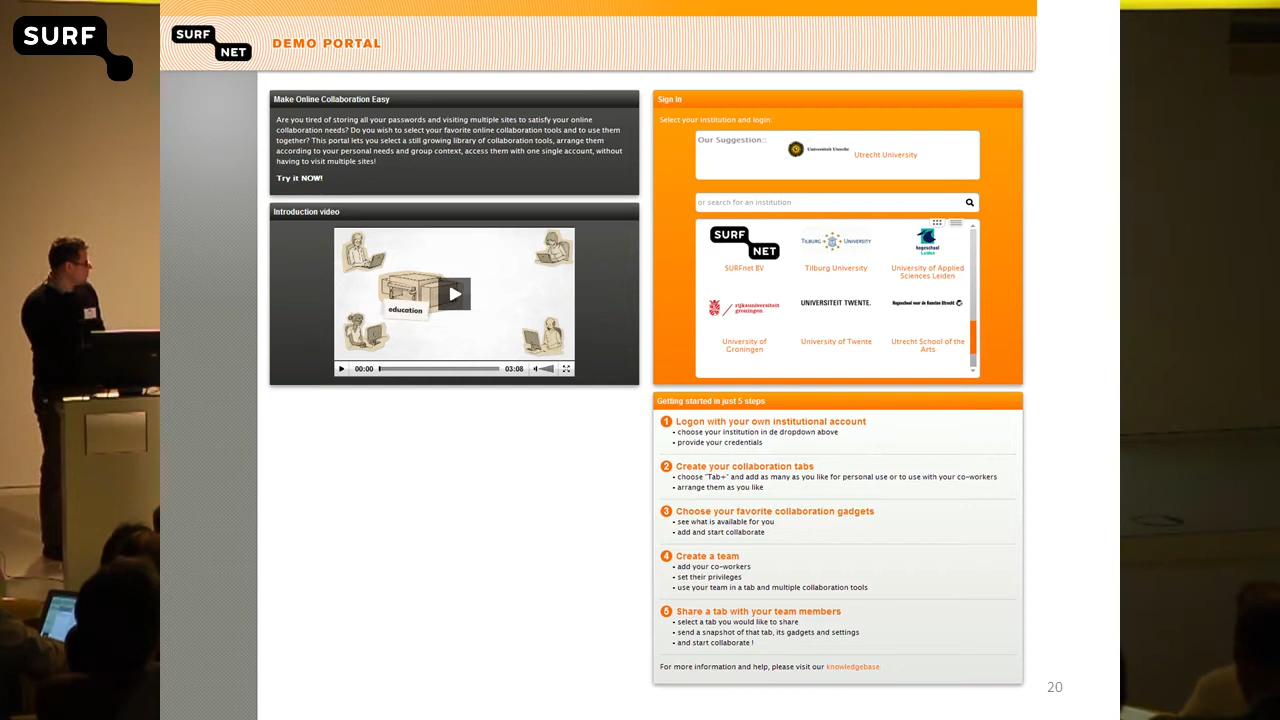 SURF
SURF
NET
DEMO PORTAL
Make Online Collaboration Easy
Are you tired of storing all your passwords and visiting multiple sites to satisfy your online
collaboration needs? Do you wish to select your favorite online collaboration tools and to use them
together? This portal lets you select a still growing library of collaboration tools, arrange them
according to your personal needs and group context, access them with one single account, without
having to visit multiple sites!
Try it NOW!
Introduction video
education
00:00
03:08
Sign In
Select your institution and login:
Our Suggestion::
Universiteit Utrecht
Utrecht University
or search for an institution
SURF
NET
TILBURG UNIVERSITY
hogeschool
Leiden
SURFnet BV
Tilburg University
University of Applied
Sciences Leiden
rijksuniversiteit
groningen
UNIVERSITEIT TWENTE.
Hogeschool voor de Kunsten Utrecht
University of
Groningen
University of Twente
Utrecht School of the
Arts
Getting started in just 5 steps
1 Logon with your own institutional account
• choose your institution in de dropdown above
• provide your credentials
2 Create your collaboration tabs
• choose "Tab+" and add as many as you like for personal use or to use with your co-workers
• arrange them as you like
3 Choose your favorite collaboration gadgets
• see what is available for you
• add and start collaborate
4 Create a team
• add your co-workers
• set their privileges
• use your team in a tab and multiple collaboration tools
5 Share a tab with your team members
• select a tab you would like to share
• send a snapshot of that tab, its gadgets and settings
• and start collaborate !
For more information and help, please visit our knowledgebase
20